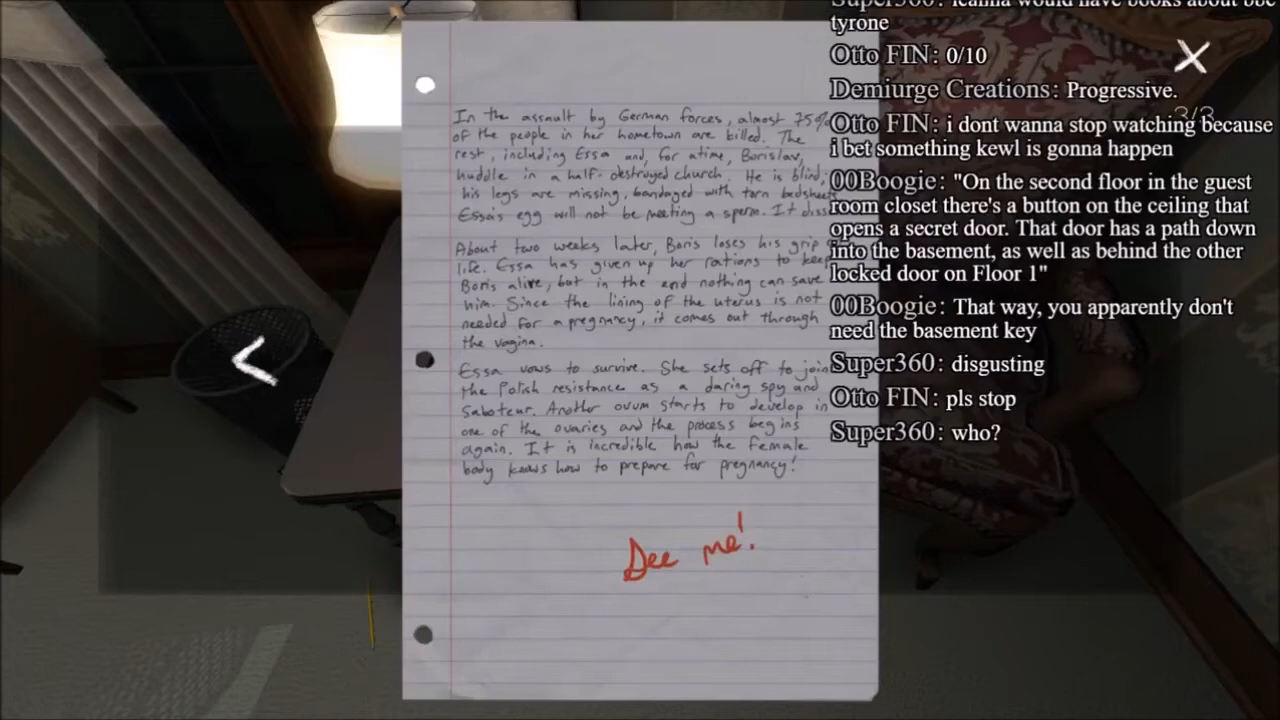 In the assault by German forces, almost 75%
of the people in her hometown are killed. The
rest, including Essa and, for a time, Borislav,
huddle in a half-destroyed church. He is blind,
his legs are missing, bandaged with torn bedsheets
Essa's egg will not be meeting a sperm. It
About two weeks later, Boris loses his grip
life. Essa has given up her rations to keep
Boris alive, but in the end nothing can save
him. Since the lining of the uterus is not
needed for a pregnancy, it comes out through
the vagina.
Essa vows to survive. She sets off to join
the Polish resistance as a daring spy and
saboteur. Another ovum starts to develop in
one of the ovaries and the process begins
again. It is incredible how the female
body knows how to prepare for pregnancy!
See me!
3/3
Super360: leanna would have books about bbc
tyrone
Otto FIN: 0/10
Demiurge Creations: Progressive.
Otto FIN: i dont wanna stop watching because
i bet something kewl is gonna happen
00Boogie: "On the second floor in the guest
room closet there's a button on the ceiling that
opens a secret door. That door has a path down
into the basement, as well as behind the other
locked door on Floor 1"
00Boogie: That way, you apparently don't
need the basement key
Super360: disgusting
Otto FIN: pls stop
Super360: who?